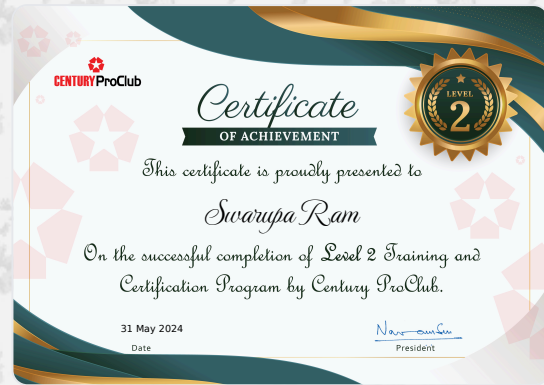 CENTURY ProClub
Certificate
OF ACHIEVEMENT
LEVEL
2
This certificate is proudly presented to
Swarupa Ram
On the successful completion of Level 2 Training and
Certification Program by Century ProClub.
31 May 2024
Date
President